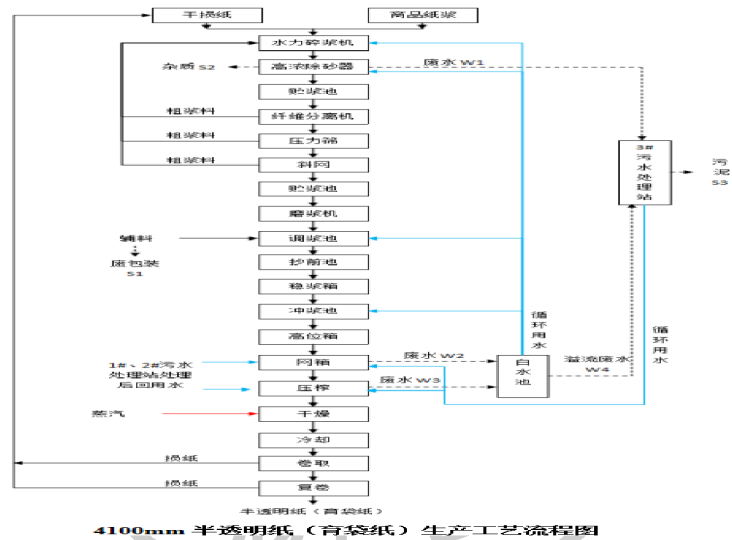 干损纸
商品纸浆
水力碎浆机
杂质 S2
高浓除砂器
废水 W1
贮浆池
粗浆料
纤维分离机
粗浆料
压力筛
3#污水处理站
污泥S3
粗浆料
斜网
贮浆池
磨浆机
辅料
调浆池
废包装
S1
抄前池
稳浆箱
冲浆池
循环用水
循环用水
高位箱
1#、2#污水
处理站处理
后回用水
网箱
废水 W2
白水池
溢流废水
W4
压榨
废水 W3
蒸汽
干燥
冷却
损纸
卷取
损纸
复卷
半透明纸（育袋纸）
4100mm 半透明纸（育袋纸）生产工艺流程图